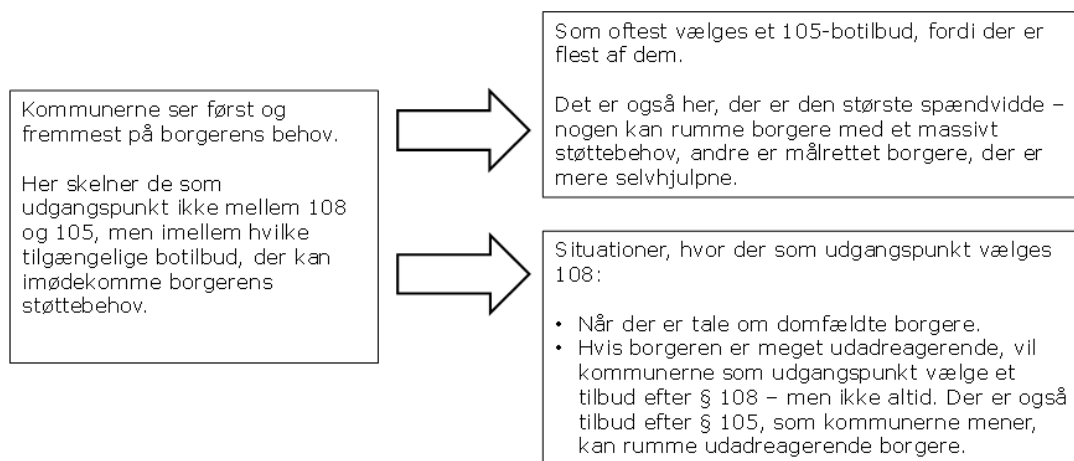 Kommunerne ser først og
fremmest på borgerens behov.
Her skelner de som
udgangspunkt ikke mellem 108
og 105, men imellem hvilke
tilgængelige botilbud, der kan
imødekomme borgerens
støttebehov.
Som oftest vælges et 105-botilbud, fordi der er
flest af dem.
Det er også her, der er den største spændvidde –
nogen kan rumme borgere med et massivt
støttebehov, andre er målrettet borgere, der er
mere selvhjulpne.
Situationer, hvor der som udgangspunkt vælges
108:
• Når der er tale om domfældte borgere.
• Hvis borgeren er meget udadreagerende, vil
kommunerne som udgangspunkt vælge et
tilbud efter § 108 – men ikke altid. Der er også
tilbud efter § 105, som kommunerne mener,
kan rumme udadreagerende borgere.